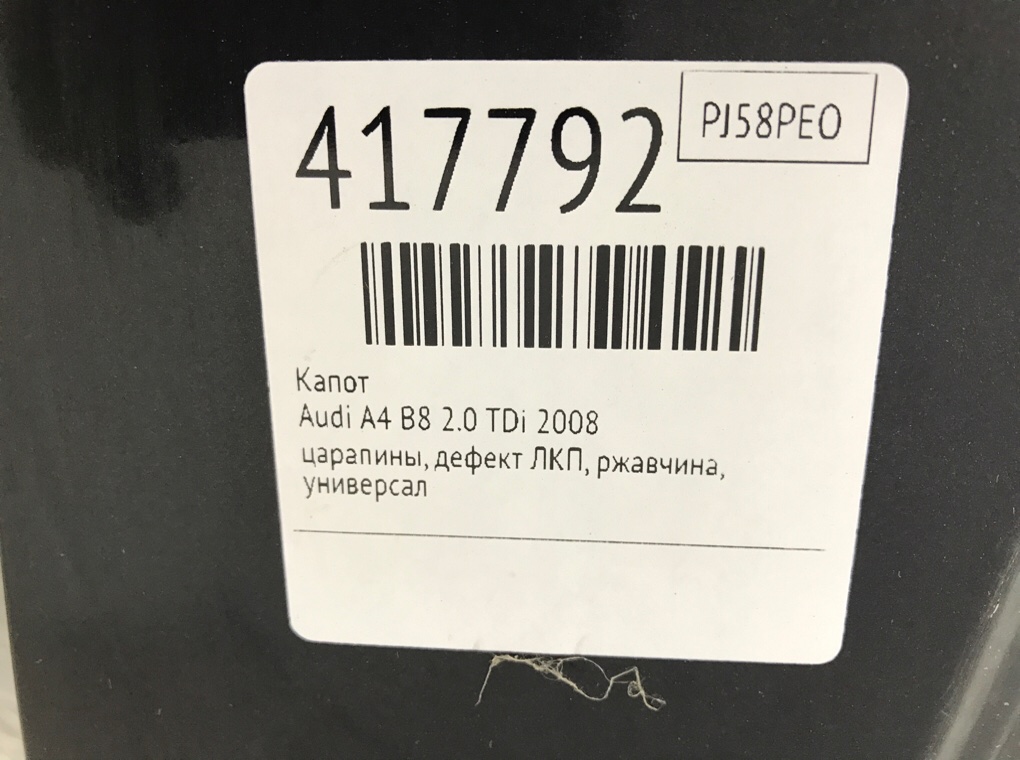 417792
PJ58PEO
Капот
Audi A4 B8 2.0 TDi 2008
царапины, дефект ЛКП, ржавчина,
универсал